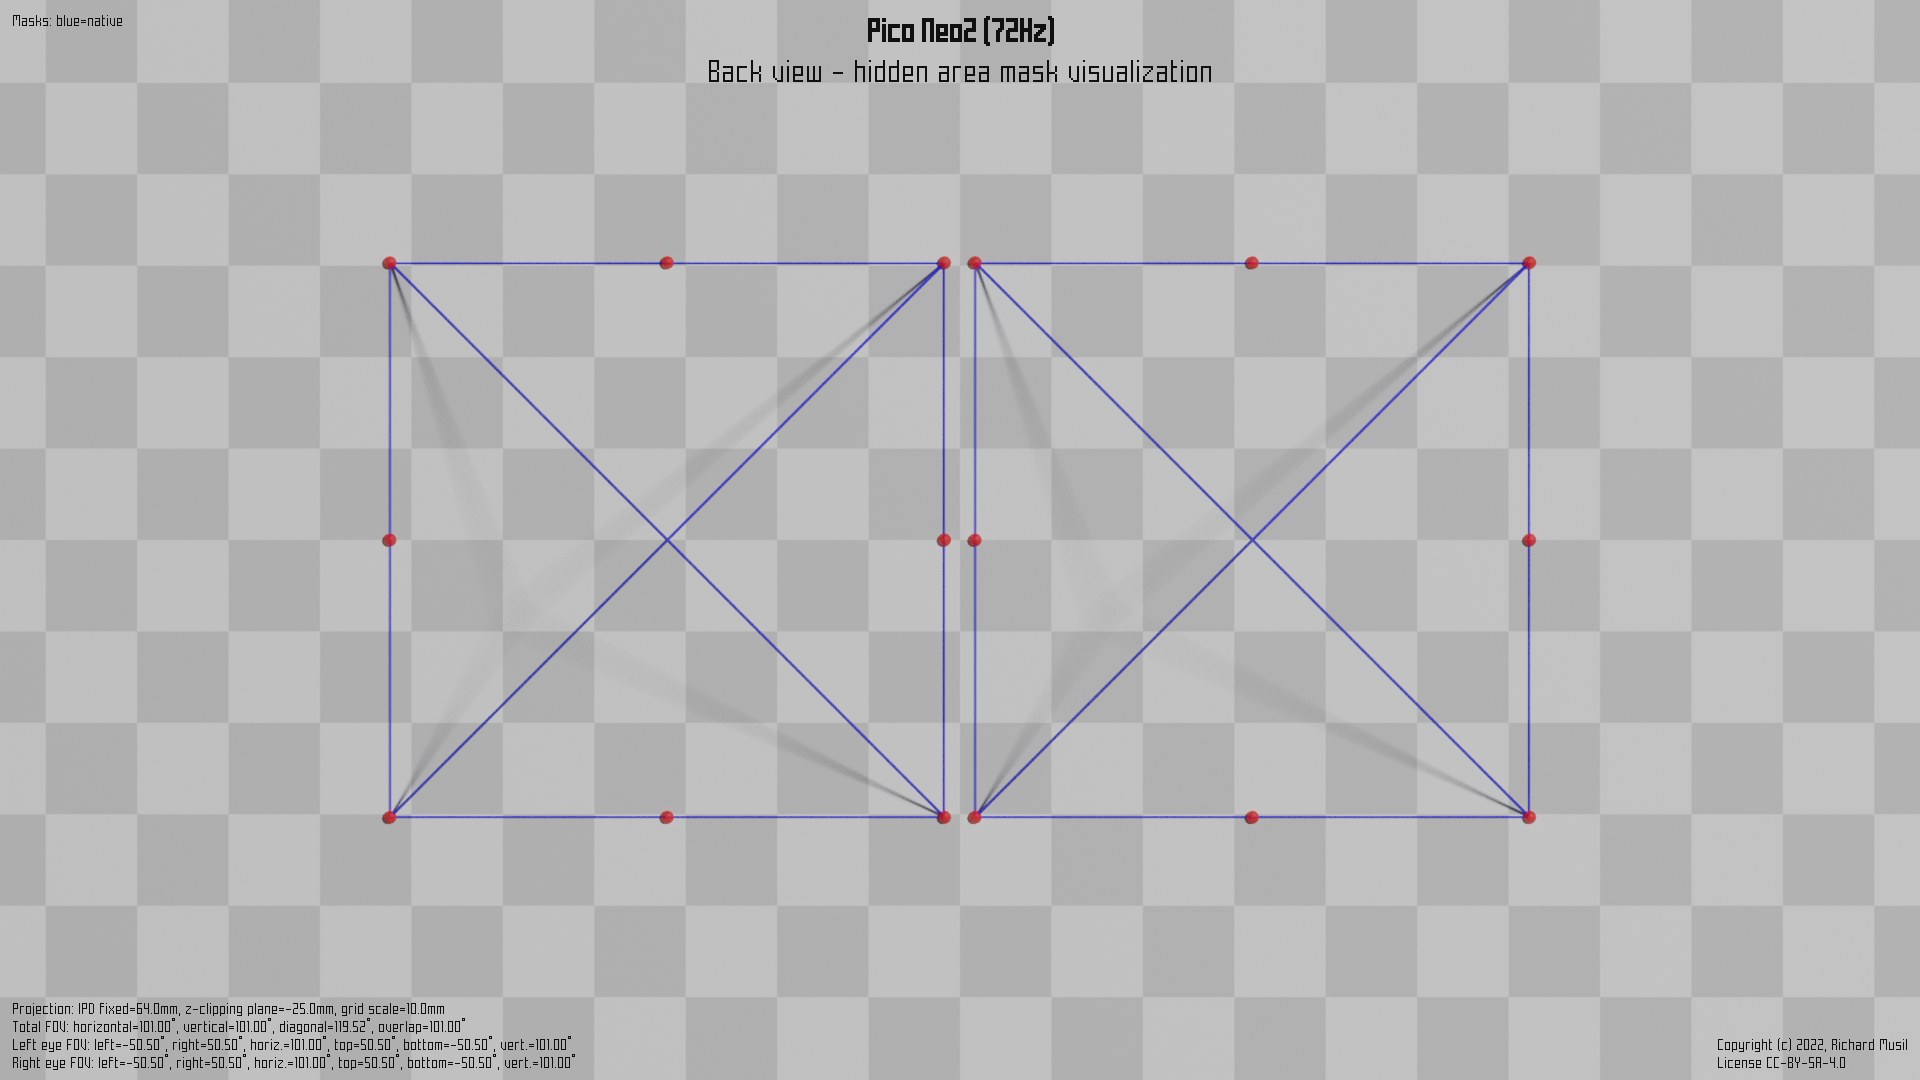 Masks: blue=native
Pico Neo2 (72Hz)
Back view - hidden area mask visualization
Projection: IPD fixed=64.0mm, z-clipping plane=-25.0mm, grid scale=10.0mm
Total FOV: horizontal=101.00°, vertical=101.00°, diagonal=119.52°, overlap=101.00°
Left eye FOV: left=-50.50°, right=50.50°, horiz.=101.00°, top=50.50°, bottom=-50.50°, vert.=101.00°
Right eye FOV: left=-50.50°, right=50.50°, horiz.=101.00°, top=50.50°, bottom=-50.50°, vert.=101.00°
Copyright (c) 2022, Richard Musil
License CC-BY-SA-4.0